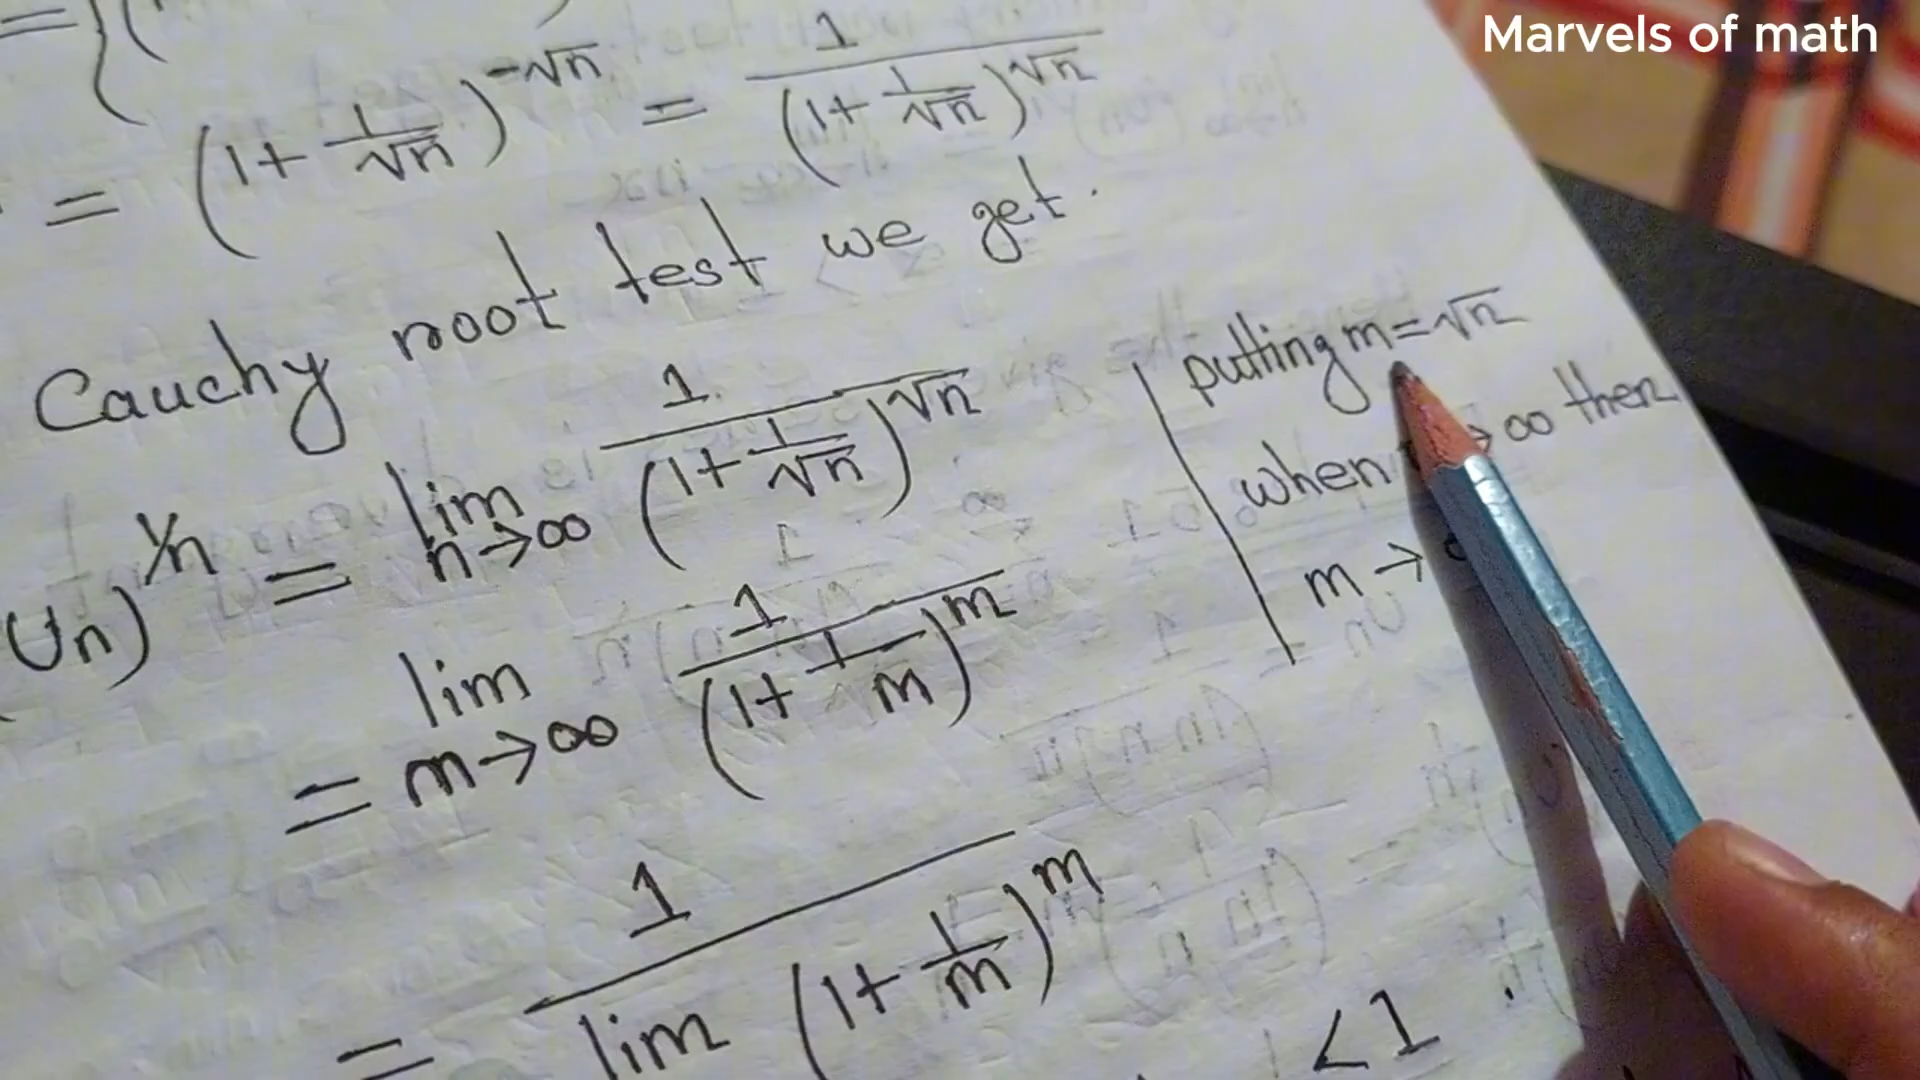 Marvels of math
= {(
= (1 + 1/√n)^-√n = 1/(1 + 1/√n)^√n
Cauchy root test we get.
Un)^1/n = lim n→∞ 1/(1 + 1/√n)^√n
putting m = √n
when → ∞ then
m →
= lim m→∞ 1/(1 + 1/m)^m
= 1/lim (1 + 1/m)^m
< 1